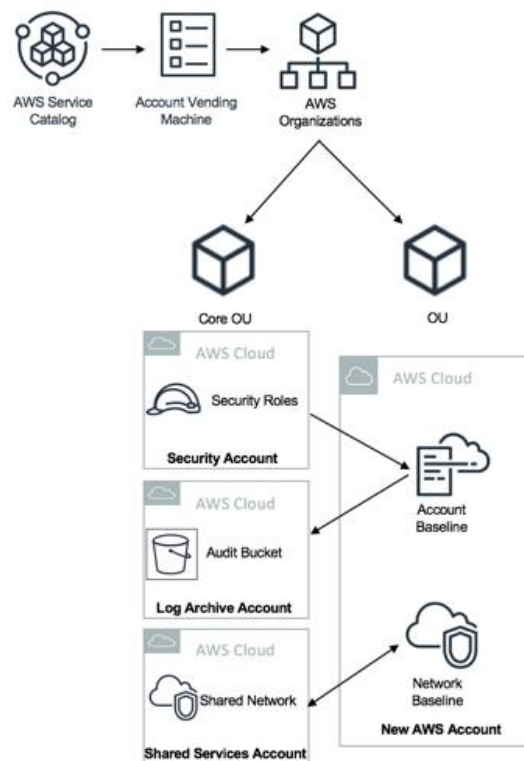 AWS Service
Catalog
Account Vending
Machine
AWS
Organizations
Core OU
OU
AWS Cloud
Security Roles
Security Account
AWS Cloud
Audit Bucket
Log Archive Account
AWS Cloud
Shared Network
Shared Services Account
AWS Cloud
Account
Baseline
Network
Baseline
New AWS Account